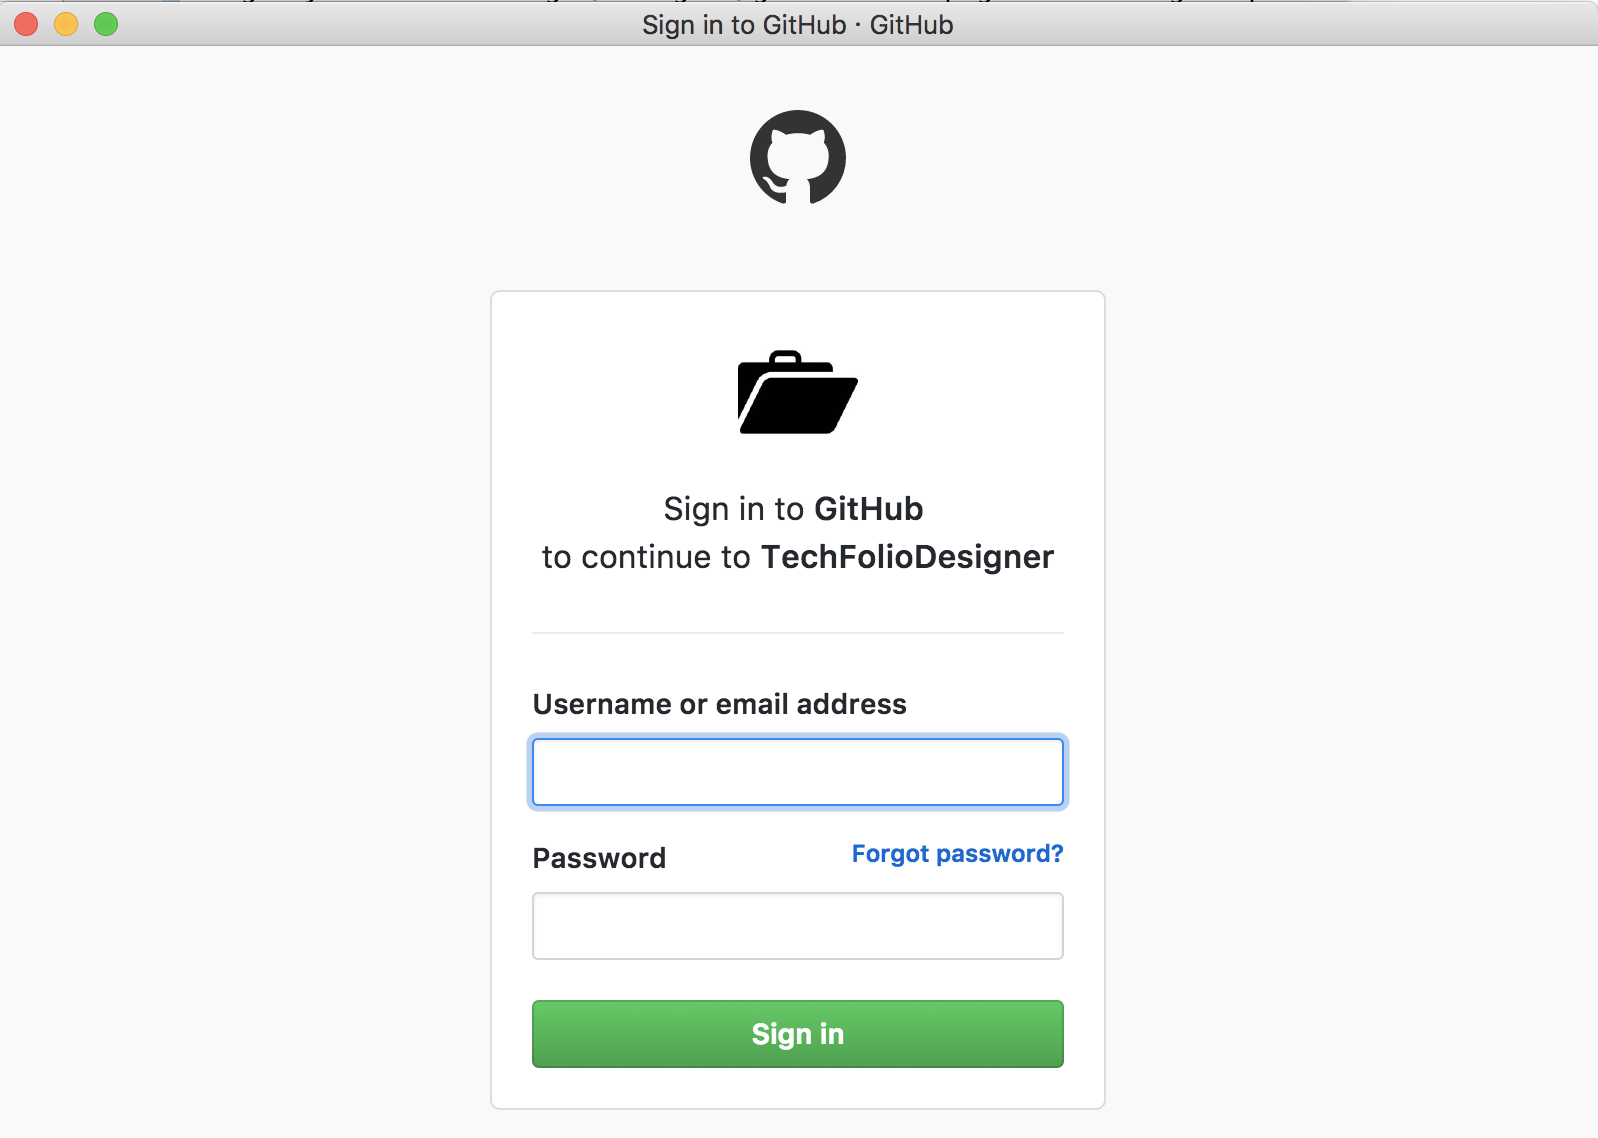 Sign in to GitHub · GitHub
Sign in to GitHub
to continue to TechFolioDesigner
Username or email address
Password
Forgot password?
Sign in